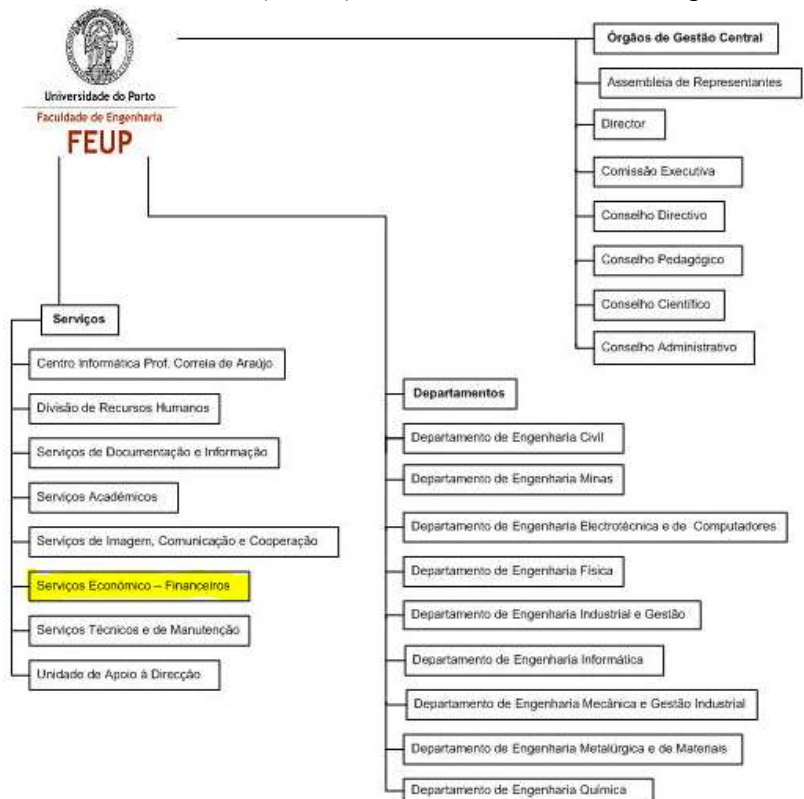 Universidade do Porto
Faculdade de Engenharia
FEUP
Órgãos de Gestão Central
Assembleia de Representantes
Director
Comissão Executiva
Conselho Directivo
Conselho Pedagógico
Conselho Científico
Conselho Administrativo
Serviços
Centro Informática Prof. Correia de Araújo
Divisão de Recursos Humanos
Serviços de Documentação e Informação
Serviços Académicos
Serviços de Imagem, Comunicação e Cooperação
Serviços Económico – Financeiros
Serviços Técnicos e de Manutenção
Unidade de Apoio à Direcção
Departamentos
Departamento de Engenharia Civil
Departamento de Engenharia Minas
Departamento de Engenharia Electrotécnica e de Computadores
Departamento de Engenharia Física
Departamento de Engenharia Industrial e Gestão
Departamento de Engenharia Informática
Departamento de Engenharia Mecânica e Gestão Industrial
Departamento de Engenharia Metalúrgica e de Materiais
Departamento de Engenharia Química